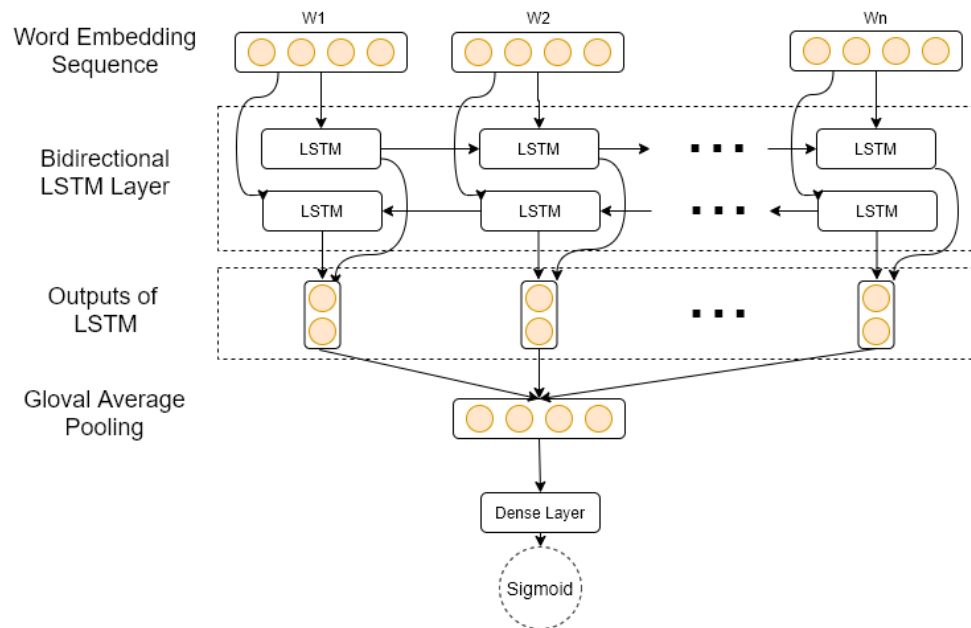 W1
W2
Wn
Word Embedding
Sequence
LSTM
LSTM
LSTM
Bidirectional
LSTM Layer
LSTM
LSTM
LSTM
Outputs of
LSTM
Gloval Average
Pooling
Dense Layer
Sigmoid